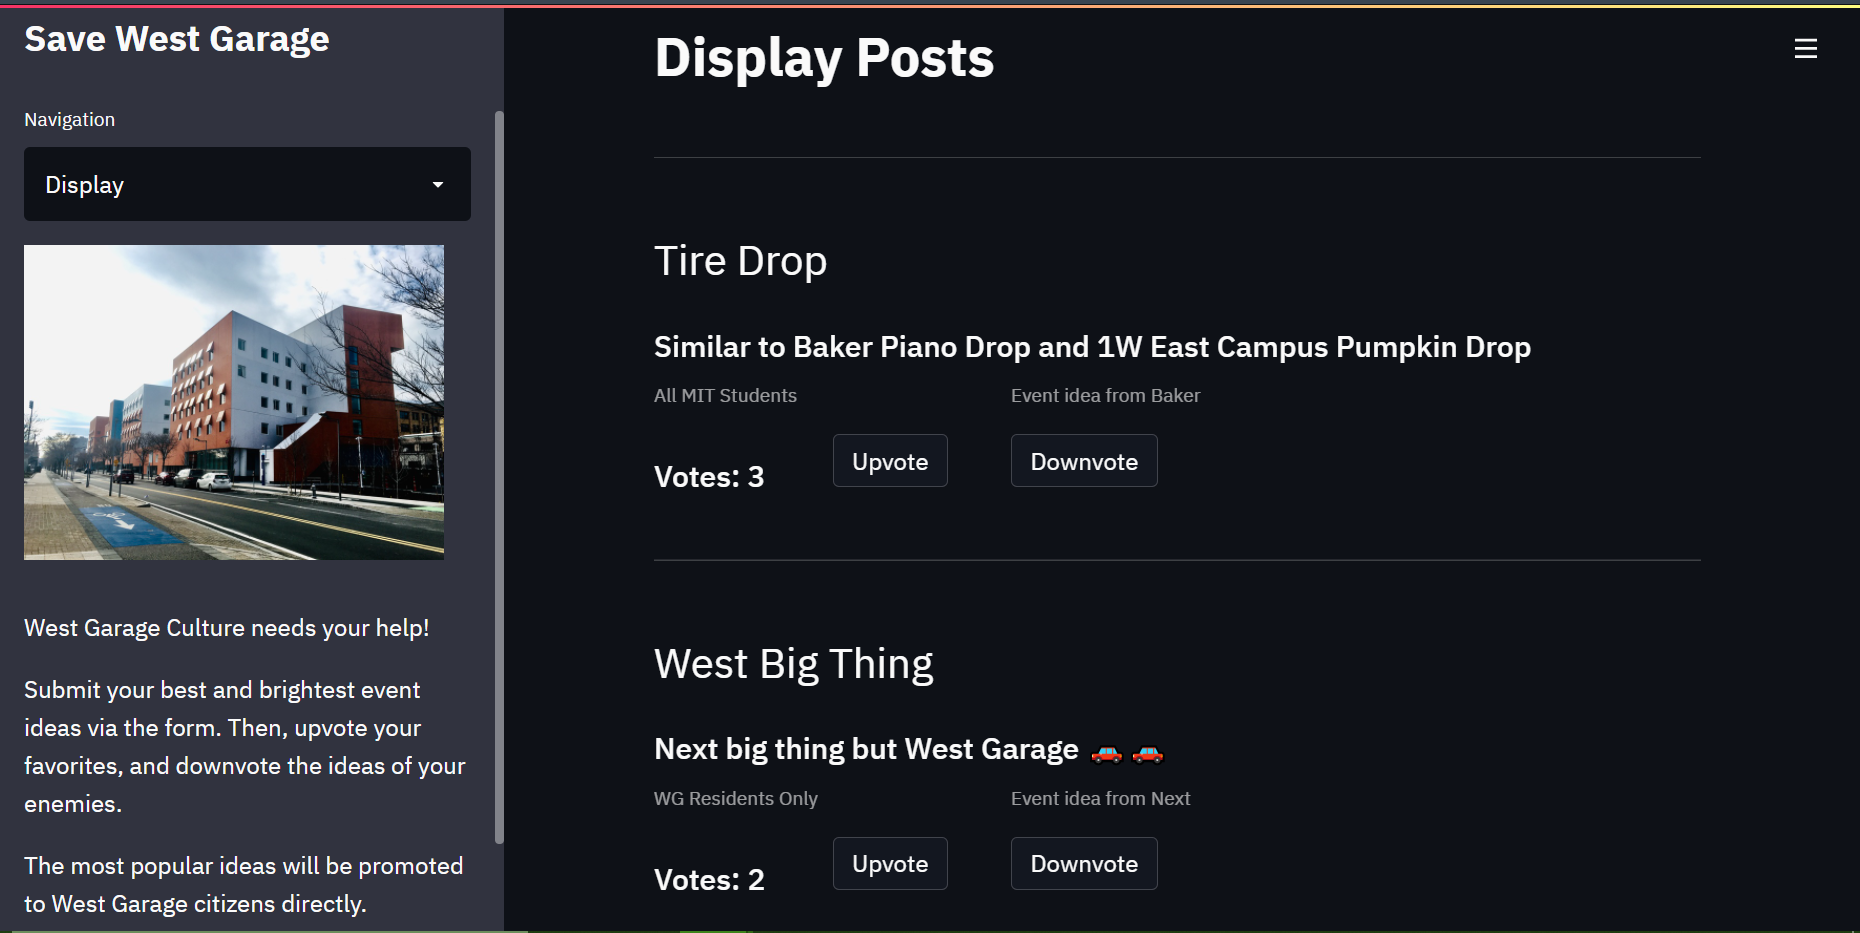 Save West Garage
Navigation
Display
West Garage Culture needs your help!
Submit your best and brightest event
ideas via the form. Then, upvote your
favorites, and downvote the ideas of your
enemies.
The most popular ideas will be promoted
to West Garage citizens directly.
Display Posts
Tire Drop
Similar to Baker Piano Drop and 1W East Campus Pumpkin Drop
All MIT Students
Event idea from Baker
Votes: 3
Upvote
Downvote
West Big Thing
Next big thing but West Garage 🚗 🚗
WG Residents Only
Event idea from Next
Votes: 2
Upvote
Downvote